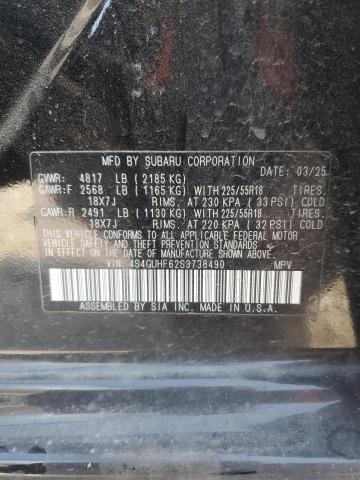 MFD BY SUBARU CORPORATION
DATE: 03/25
GVWR: 4817 LB (2185 KG)
GAWR:F 2568 LB (1165 KG) WITH 225/55R18 TIRES.
18X7J RIMS. AT 230 KPA (33 PSI) COLD
GAWR:R 2491 LB (1130 KG) WITH 225/55R18 TIRES.
18X7J RIMS. AT 220 KPA (32 PSI) COLD
THIS VEHICLE CONFORMS TO ALL APPLICABLE FEDERAL MOTOR
VEHICLE SAFETY STANDARDS IN EFFECT ON THE
DATE OF MANUFACTURE SHOWN ABOVE.
VIN: 4S4GUHF62S3738490 MPV
ASSEMBLED BY SIA INC. MADE IN U.S.A.